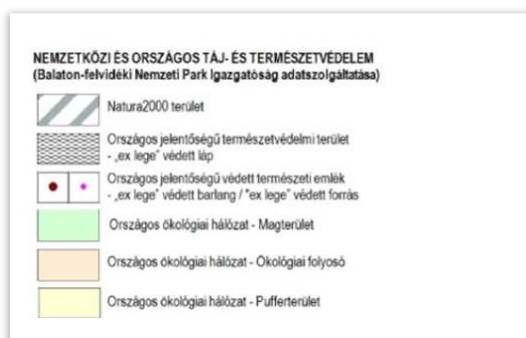 NEMZETKÖZI ÉS ORSZÁGOS TÁJ- ÉS TERMÉSZETVÉDELEM
(Balaton-felvidéki Nemzeti Park Igazgatóság adatszolgáltatása)
Natura2000 terület
Országos jelentőségű természetvédelmi terület
- „ex lege” védett láp
Országos jelentőségű védett természeti emlék
- „ex lege” védett barlang / "ex lege" védett forrás
Országos ökológiai hálózat - Magterület
Országos ökológiai hálózat - Ökológiai folyosó
Országos ökológiai hálózat - Pufferterület